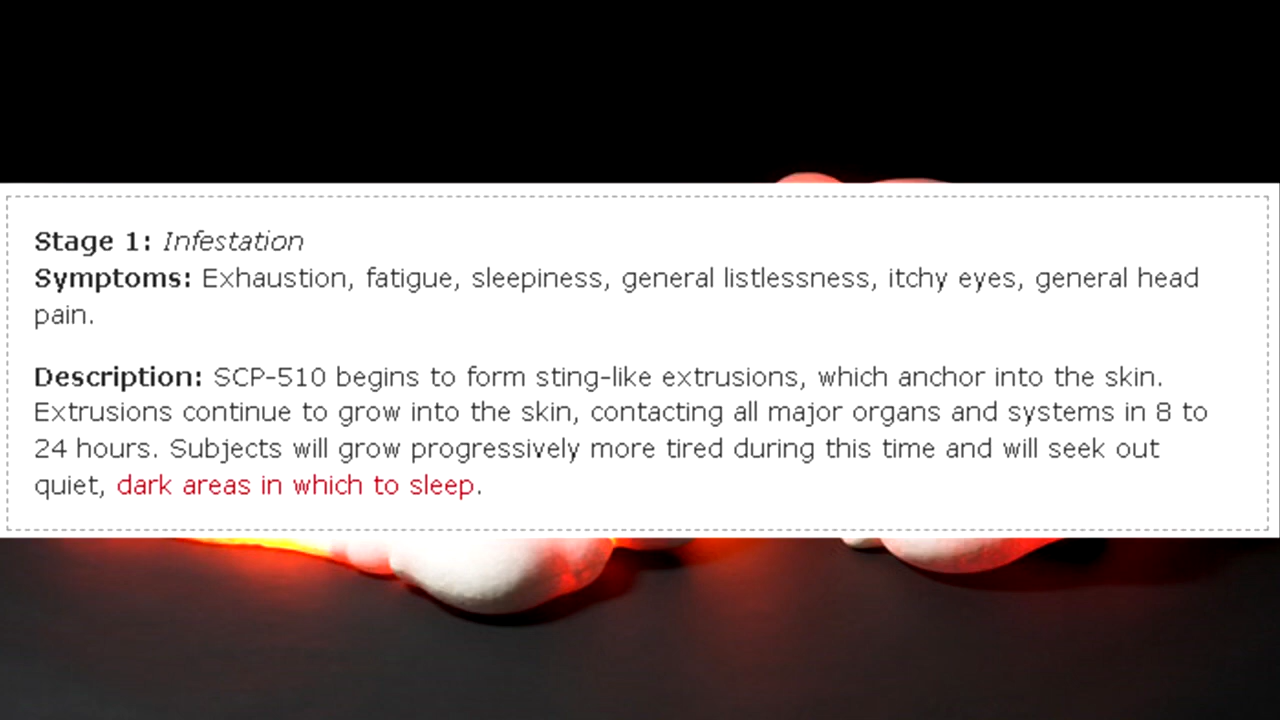 Stage 1: Infestation
Symptoms: Exhaustion, fatigue, sleepiness, general listlessness, itchy eyes, general head
pain.
Description: SCP-510 begins to form sting-like extrusions, which anchor into the skin.
Extrusions continue to grow into the skin, contacting all major organs and systems in 8 to
24 hours. Subjects will grow progressively more tired during this time and will seek out
quiet, dark areas in which to sleep.